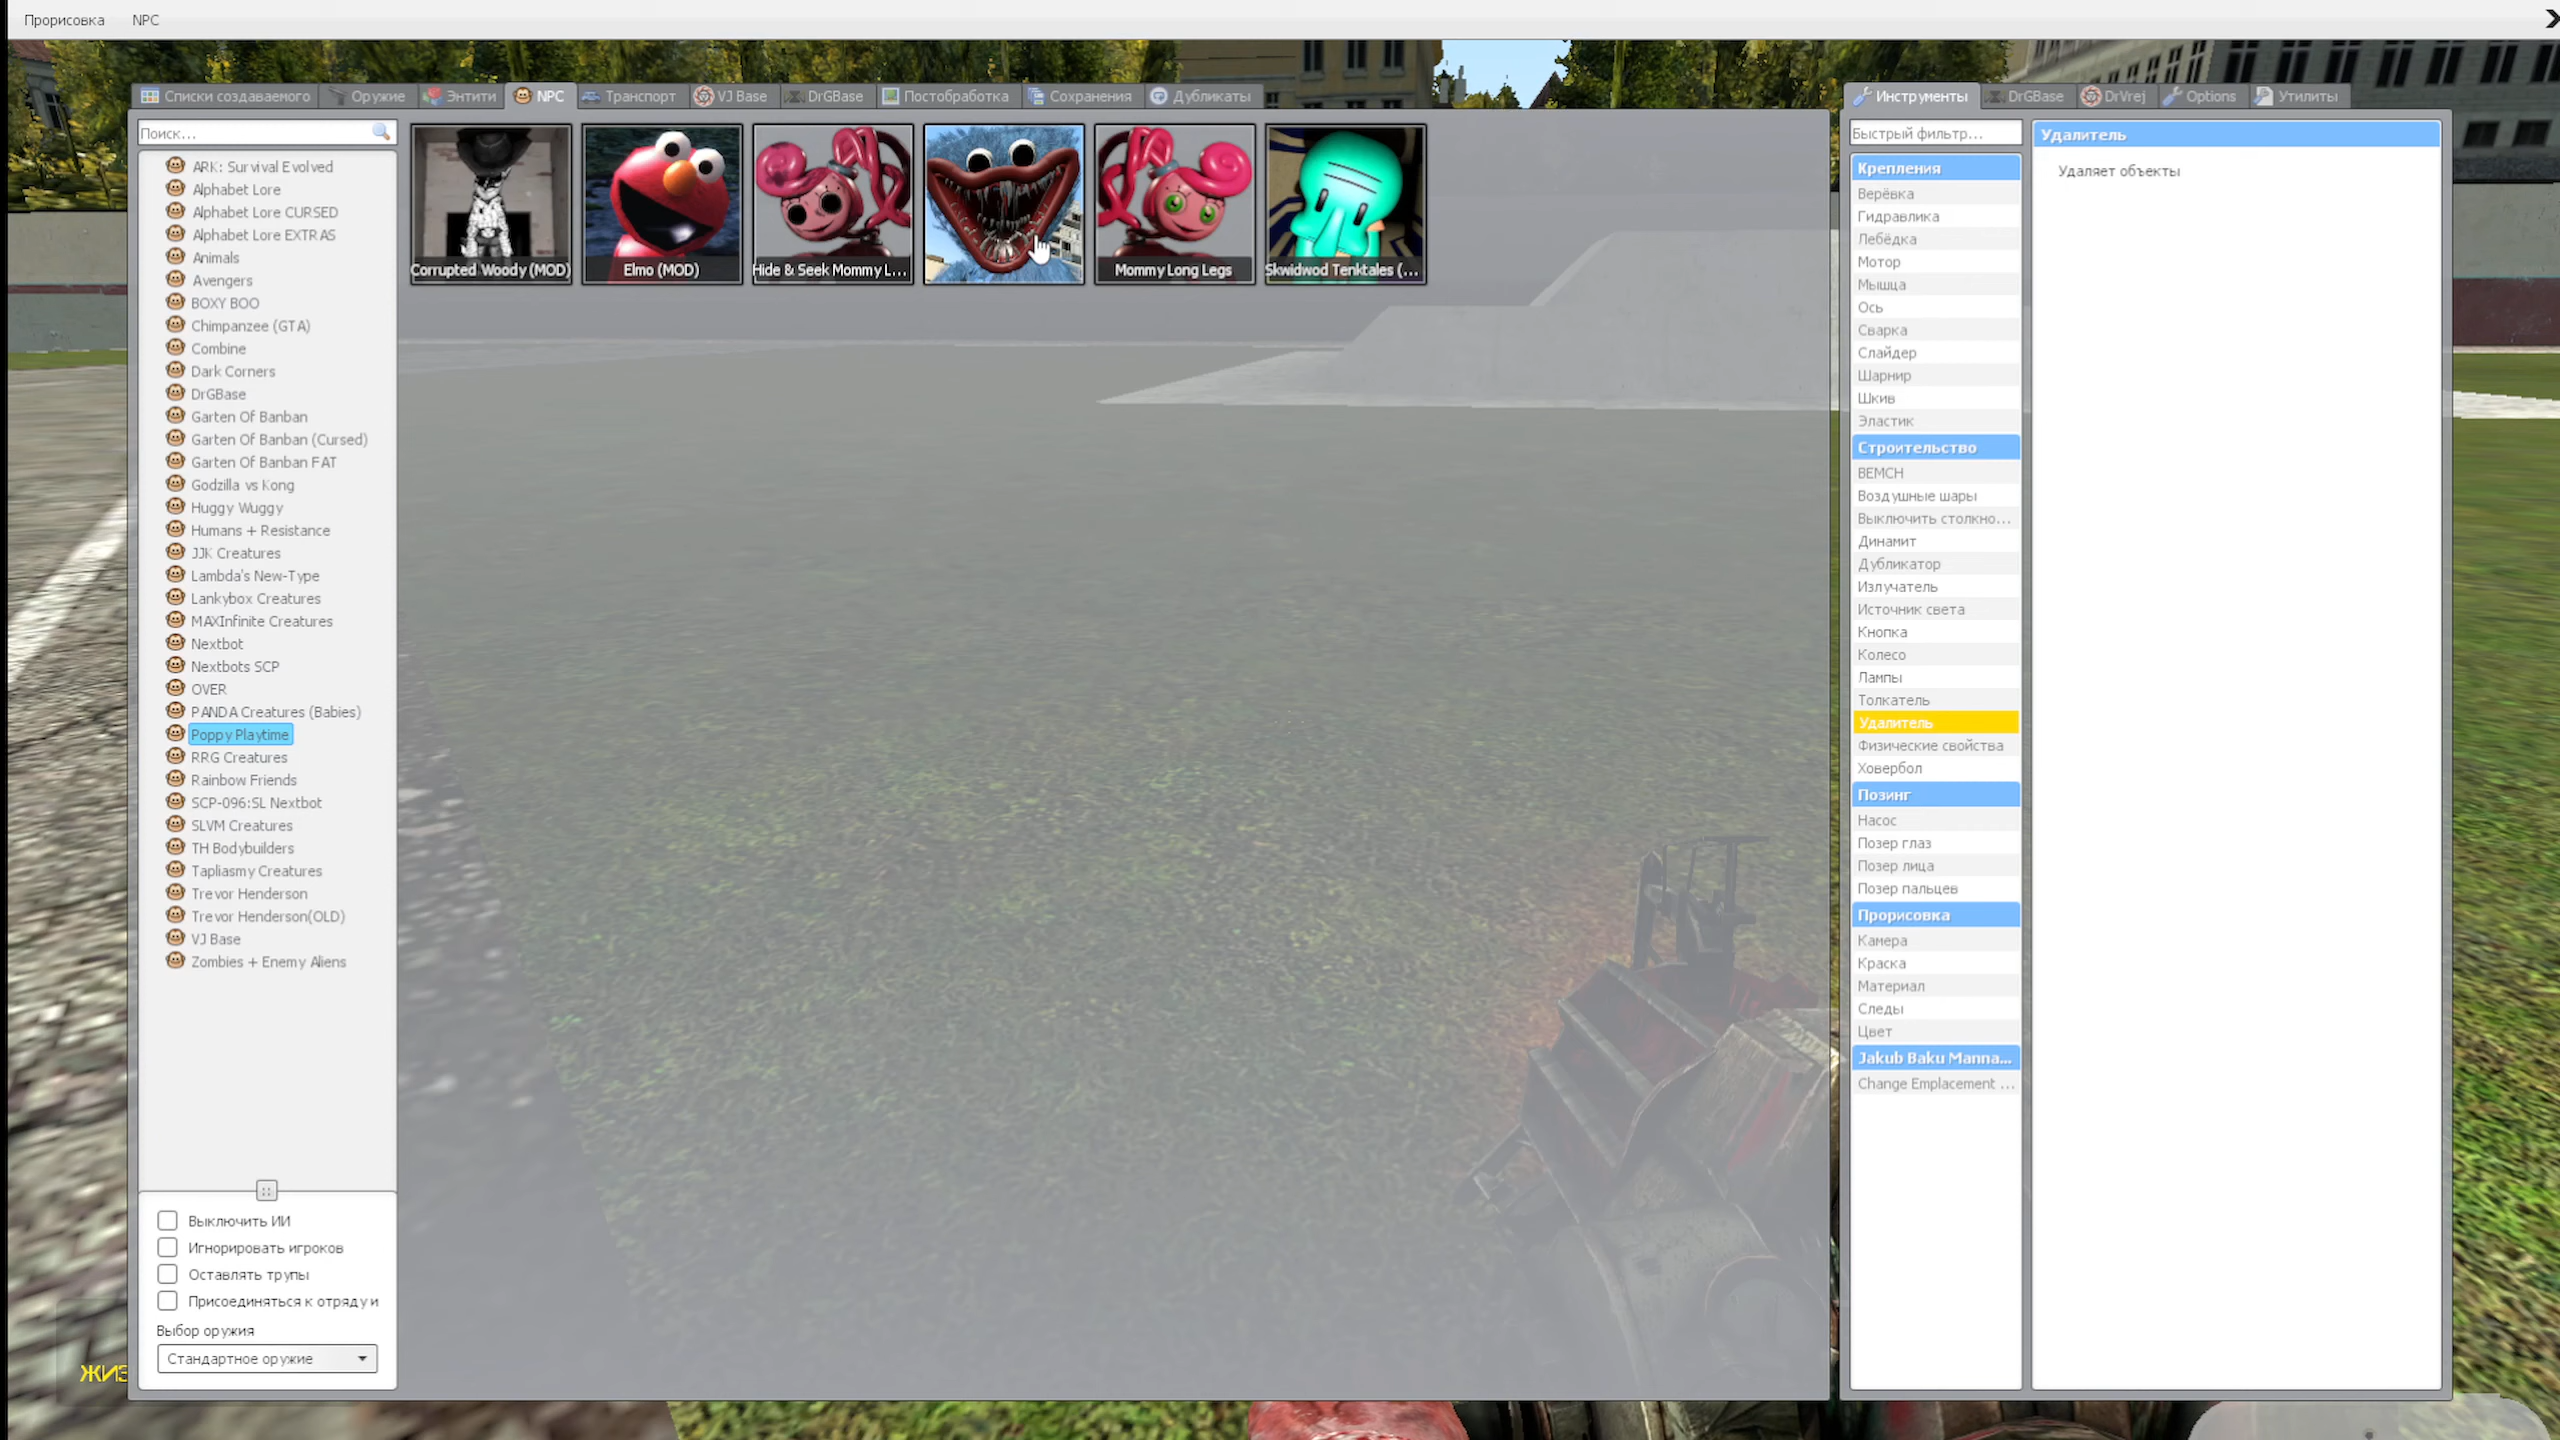 Прорисовка
NPC
Списки создаваемого
Оружие
Энтити
NPC
Транспорт
VJ Base
DrGBase
Постобработка
Сохранения
Дубликаты
Поиск...
ARK: Survival Evolved
Alphabet Lore
Alphabet Lore CURSED
Alphabet Lore EXTRAS
Animals
Avengers
BOXY BOO
Chimpanzee (GTA)
Combine
Dark Corners
DrGBase
Garten Of Banban
Garten Of Banban (Cursed)
Garten Of Banban FAT
Godzilla vs Kong
Huggy Wuggy
Humans + Resistance
JJK Creatures
Lambda's New-Type
Lankybox Creatures
MAXInfinite Creatures
Nextbot
Nextbots SCP
OVER
PANDA Creatures (Babies)
Poppy Playtime
RRG Creatures
Rainbow Friends
SCP-096:SL Nextbot
SLVM Creatures
TH Bodybuilders
Tapliasmy Creatures
Trevor Henderson
Trevor Henderson(OLD)
VJ Base
Zombies + Enemy Aliens
Выключить ИИ
Игнорировать игроков
Оставлять трупы
Присоединяться к отряду и
Выбор оружия
Стандартное оружие
ЖИЗ
Corrupted Woody (MOD)
Elmo (MOD)
Hide & Seek Mommy L...
Mommy Long Legs
Skwidwod Tenktales (...
Инструменты
DrGBase
DrVrej
Options
Утилиты
Быстрый фильтр...
Крепления
Верёвка
Гидравлика
Лебёдка
Мотор
Мышца
Ось
Сварка
Слайдер
Шарнир
Шкив
Эластик
Строительство
ВЕМСН
Воздушные шары
Выключить столкно...
Динамит
Дубликатор
Излучатель
Источник света
Кнопка
Колесо
Лампы
Толкатель
Удалитель
Физические свойства
Ховербол
Позинг
Насос
Позер глаз
Позер лица
Позер пальцев
Прорисовка
Камера
Краска
Материал
Следы
Цвет
Jakub Baku Manna...
Change Emplacement ...
Удалитель
Удаляет объекты